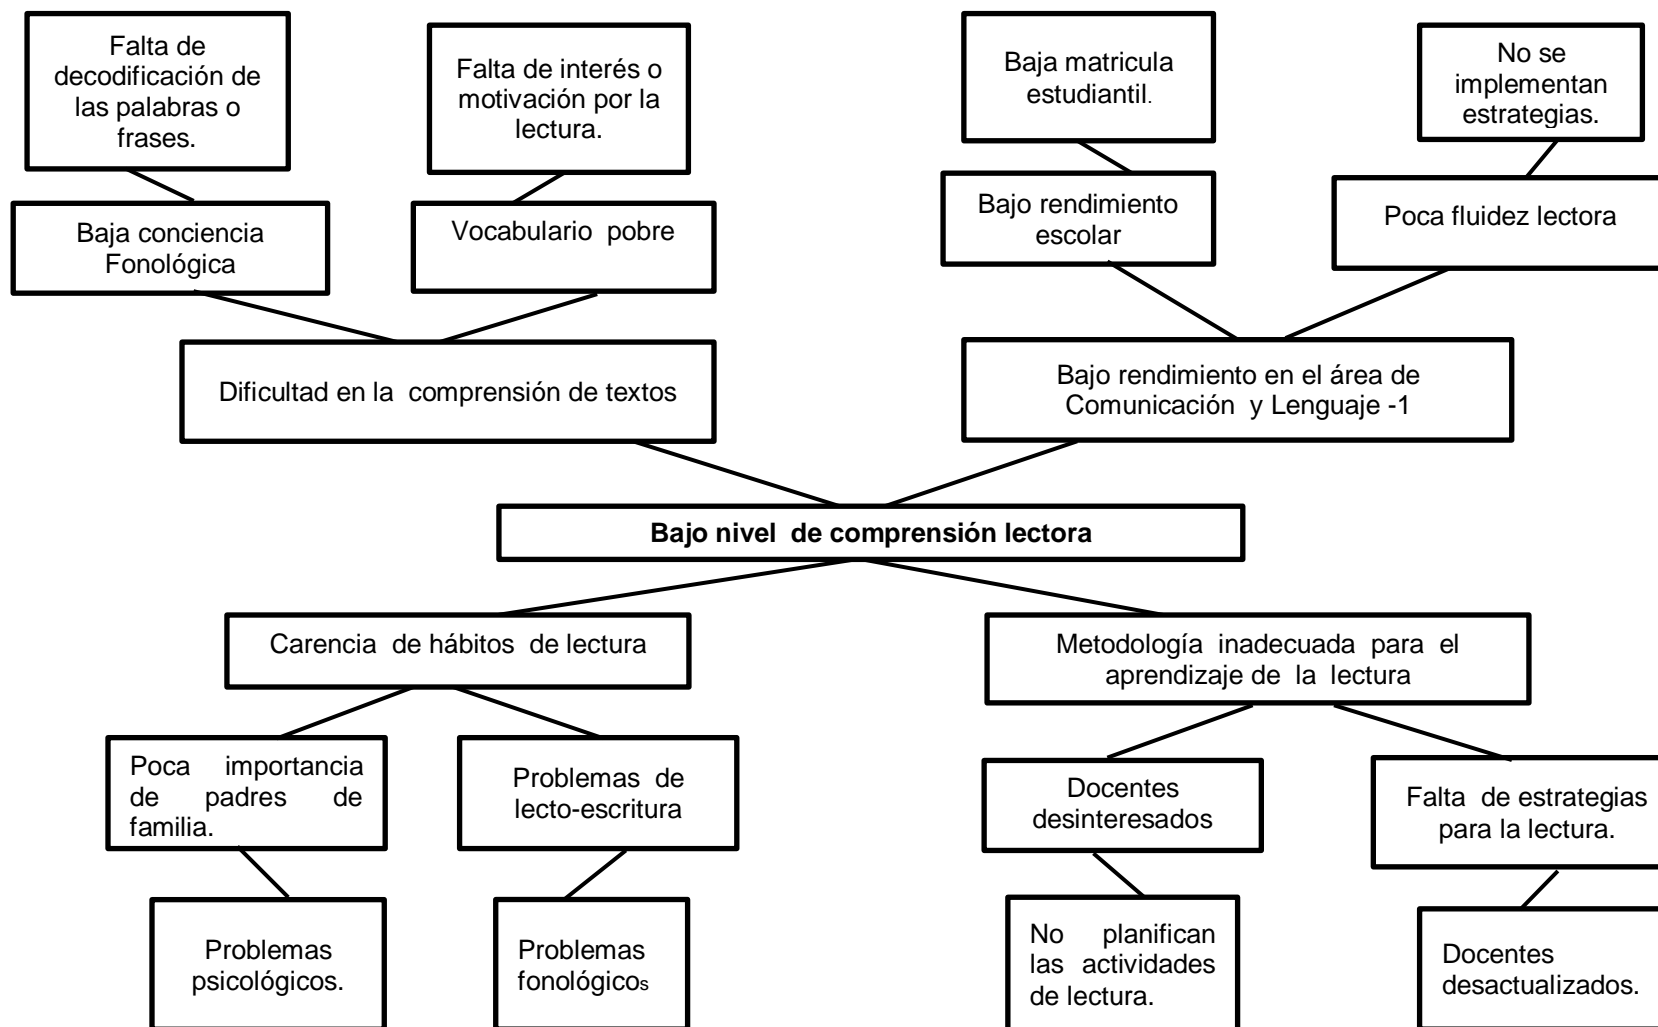 Falta de
decodificación de
las palabras o
frases.
Falta de interés o
motivación por la
lectura.
Baja matricula
estudiantil.
No se
implementan
estrategias.
Baja conciencia
Fonológica
Vocabulario pobre
Bajo rendimiento
escolar
Poca fluidez lectora
Dificultad en la comprensión de textos
Bajo rendimiento en el área de
Comunicación y Lenguaje -1
Bajo nivel de comprensión lectora
Carencia de hábitos de lectura
Metodología inadecuada para el
aprendizaje de la lectura
Poca importancia
de padres de
familia.
Problemas de
lecto-escritura
Docentes
desinteresados
Falta de estrategias
para la lectura.
Problemas
psicológicos.
Problemas
fonológicos
No planifican
las actividades
de lectura.
Docentes
desactualizados.